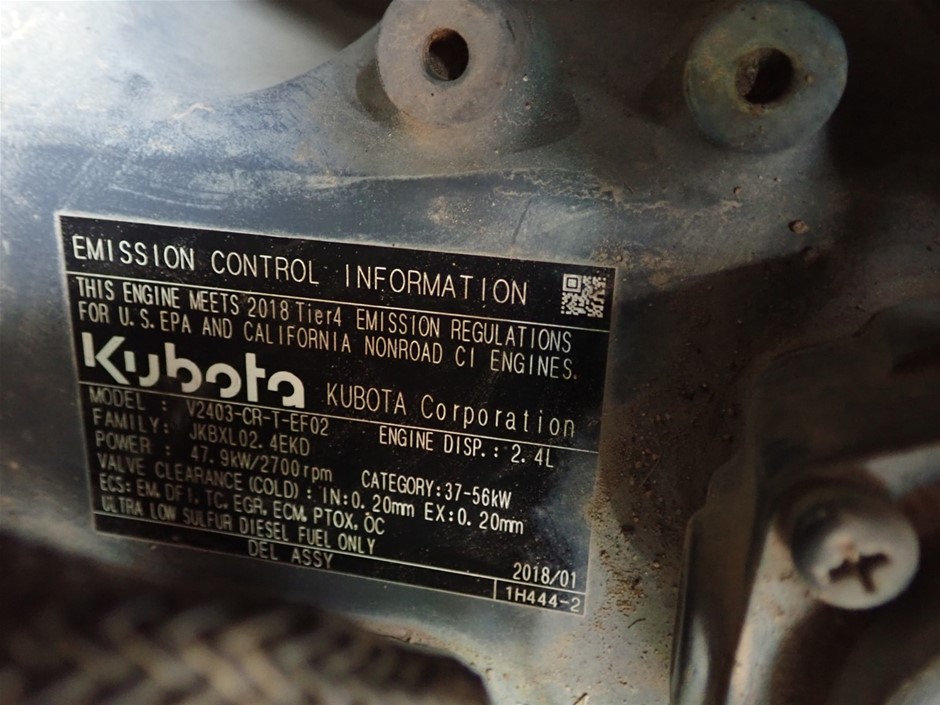 EMISSION CONTROL INFORMATION
THIS ENGINE MEETS 2018 Tier4 EMISSION REGULATIONS
FOR U.S.EPA AND CALIFORNIA NONROAD CI ENGINES.
Kubota KUBOTA Corporation
MODEL : V2403-CR-T-EF02
FAMILY: JKBXL02.4EKD ENGINE DISP.: 2.4L
POWER : 47.9kW/2700rpm CATEGORY:37-56kW
VALVE CLEARANCE (COLD) : IN:0.20mm EX:0.20mm
ECS: EM, DFI, TC, EGR, ECM, PTOX, OC
ULTRA LOW SULFUR DIESEL FUEL ONLY
DEL ASSY 2018/01
1H444-2